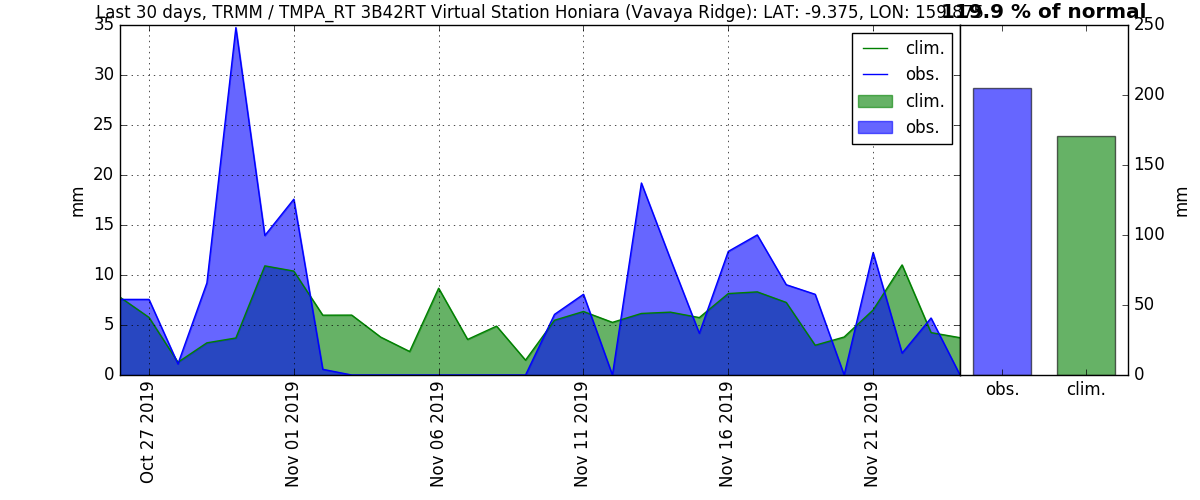 Last 30 days, TRMM / TMPA_RT 3B42RT Virtual Station Honiara (Vavaya Ridge): LAT: -9.375, LON:
119.9 % of normal
35
30
25
20
15
10
5
0
mm
clim.
obs.
clim.
obs.
Oct 27 2019
Nov 01 2019
Nov 06 2019
Nov 11 2019
Nov 16 2019
Nov 21 2019
250
200
150
100
50
0
mm
obs.
clim.